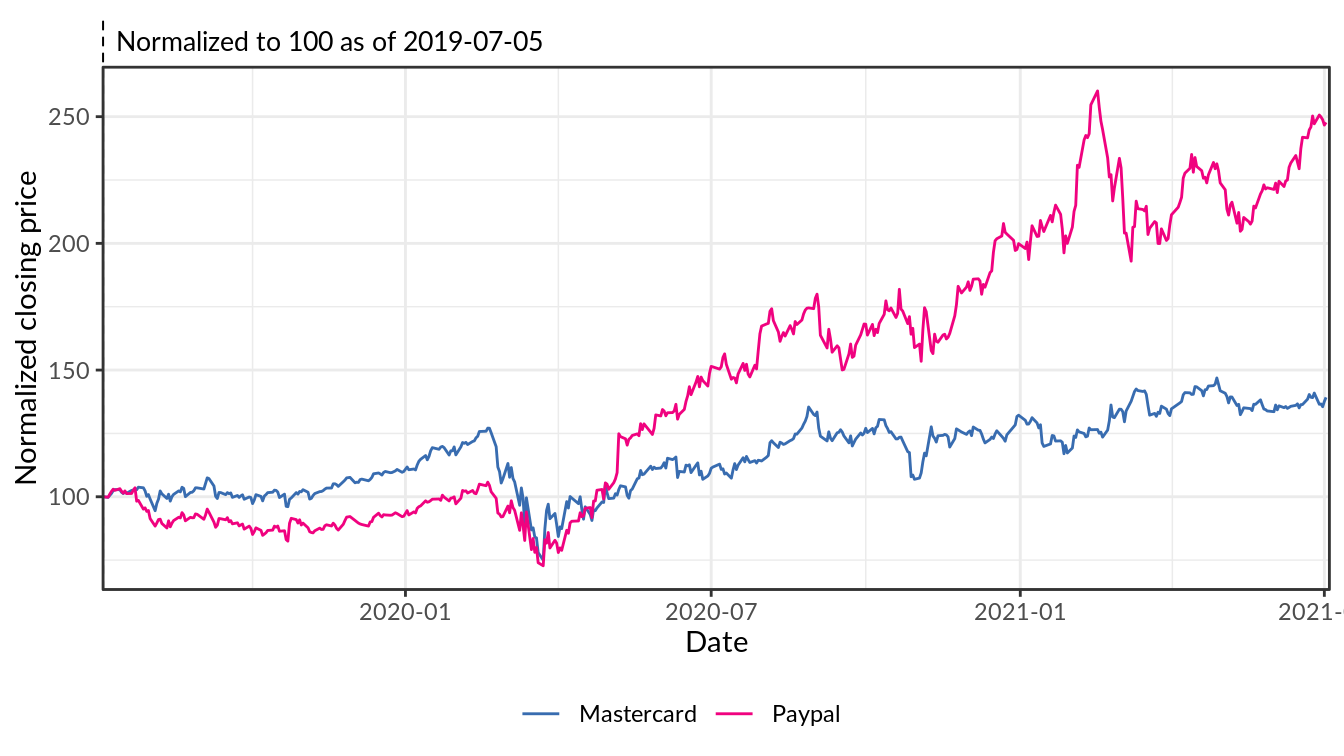 Normalized to 100 as of 2019-07-05
Normalized closing price
250
200
150
100
2020-01
2020-07
2021-01
2021-
Date
Mastercard
Paypal